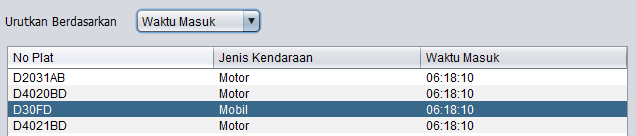 Urutkan Berdasarkan Waktu Masuk
No Plat Jenis Kendaraan Waktu Masuk
D2031AB Motor 06:18:10
D4020BD Motor 06:18:10
D30FD Mobil 06:18:10
D4021BD Motor 06:18:10